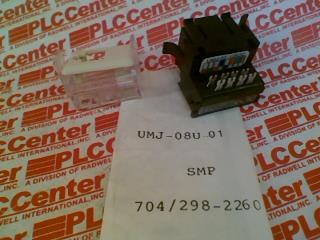 UMJ-08U-01
SMP
704/298-2260
PLCCenter
A DIVISION OF RADWELL INTERNATIONAL, INC.